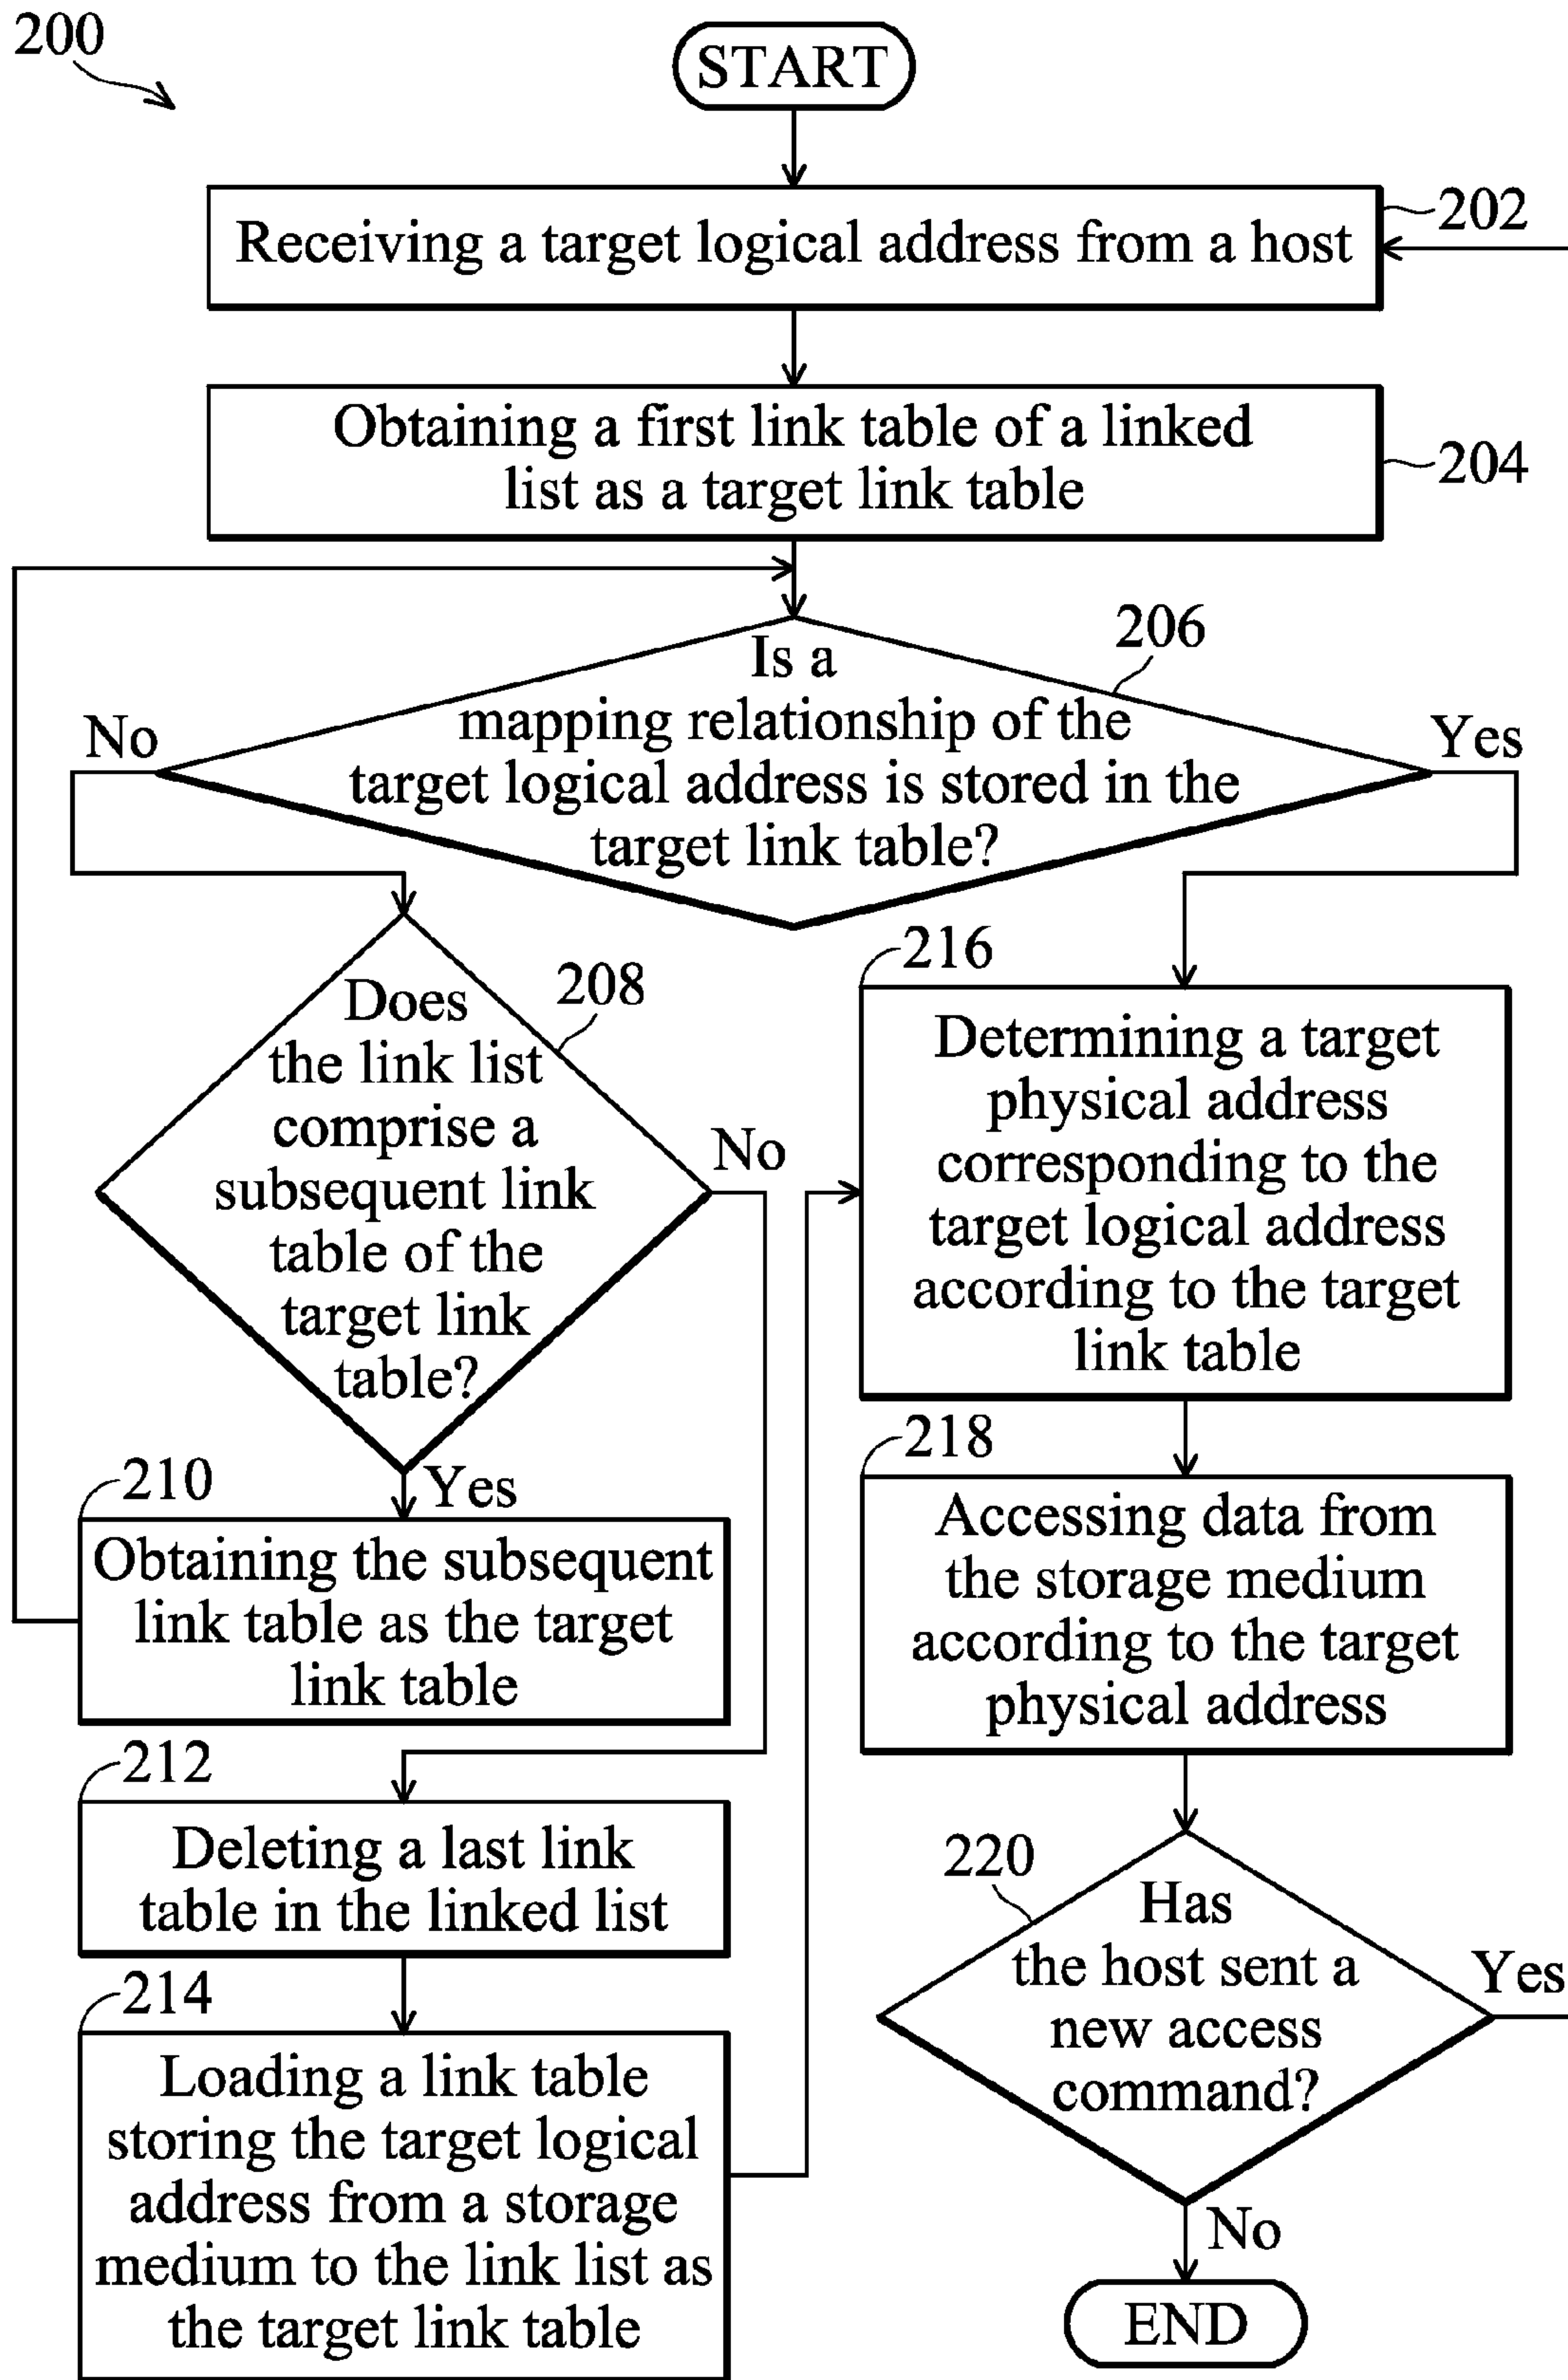 200
START
202
Receiving a target logical address from a host
Obtaining a first link table of a linked
list as a target link table
204
206
Is a
mapping relationship of the
target logical address is stored in the
target link table?
No
Yes
208
Does
the link list
comprise a
subsequent link
table of the
target link
table?
No
Yes
210
Obtaining the subsequent
link table as the target
link table
212
Deleting a last link
table in the linked list
214
Loading a link table
storing the target logical
address from a storage
medium to the link list as
the target link table
216
Determining a target
physical address
corresponding to the
target logical address
according to the target
link table
218
Accessing data from
the storage medium
according to the target
physical address
220
Has
the host sent a
new access
command?
Yes
No
END